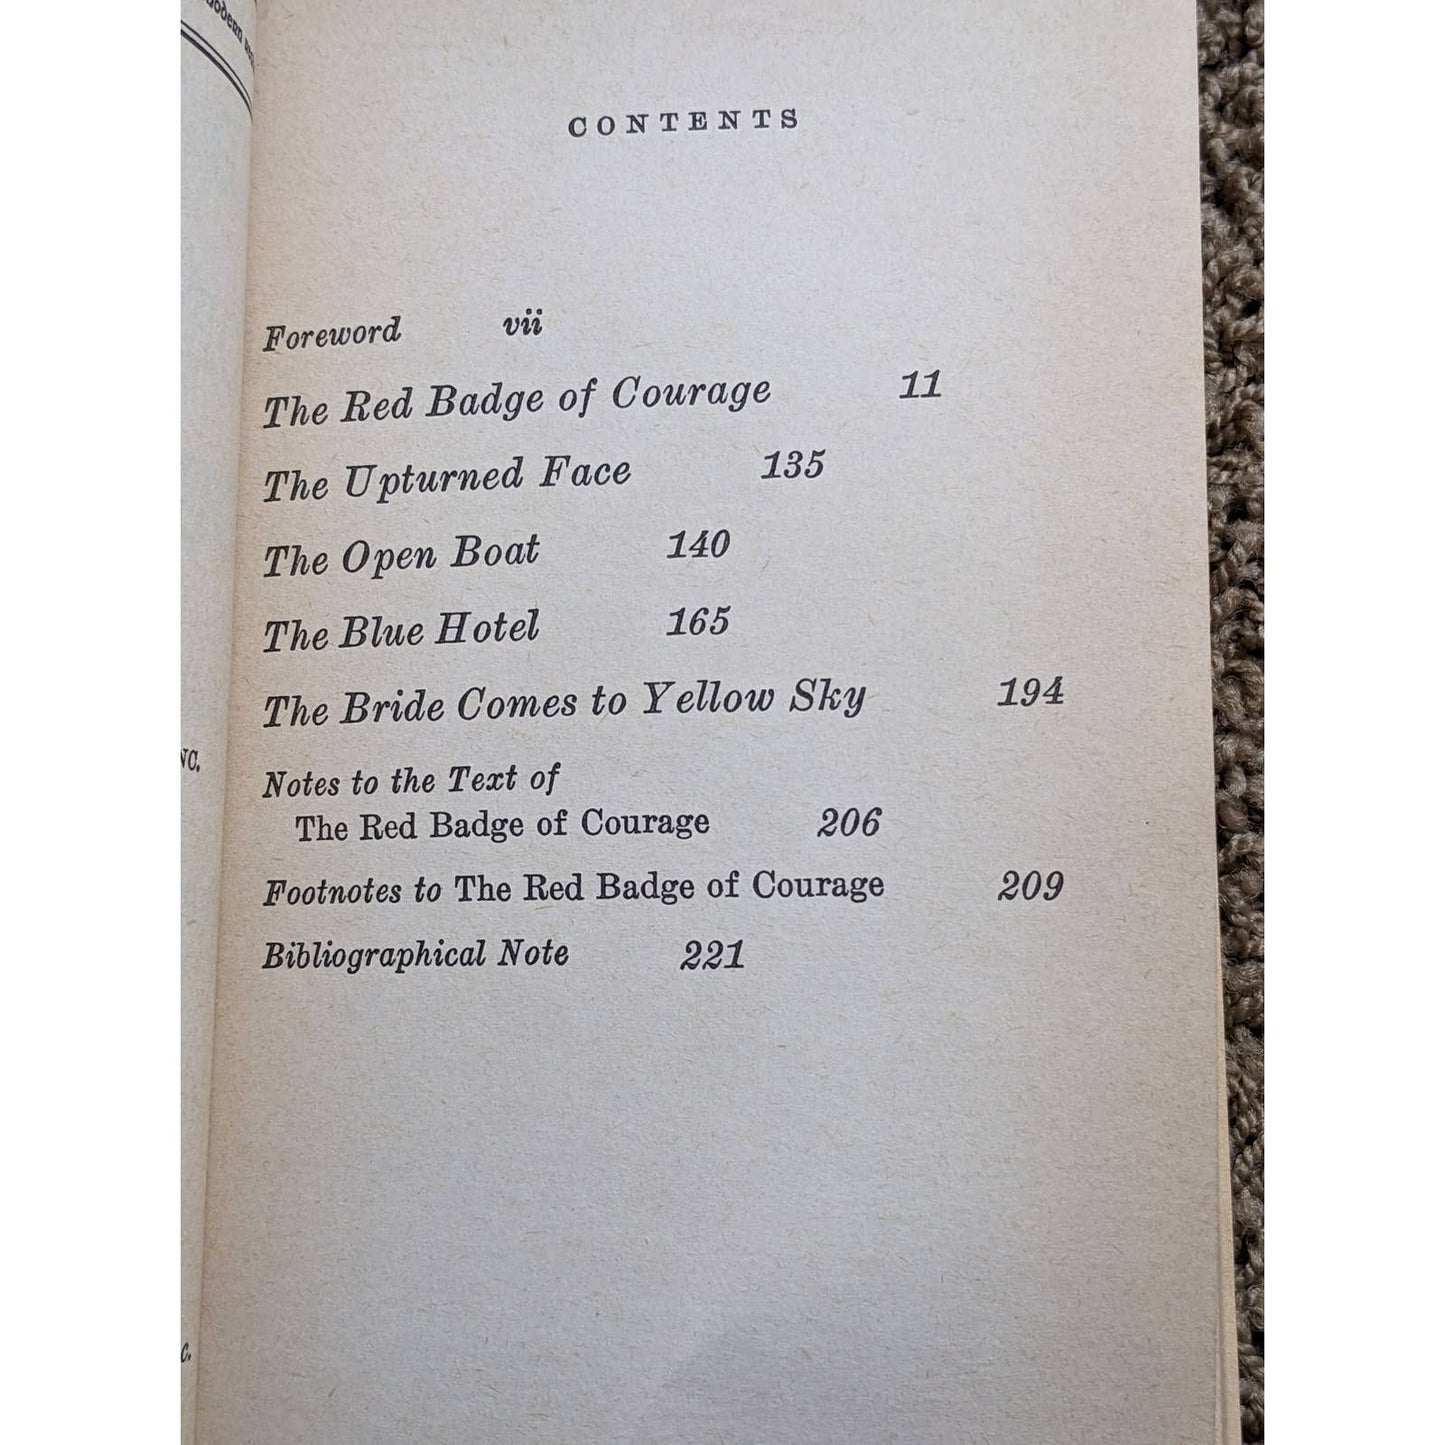 CONTENTS
Foreword vii
The Red Badge of Courage 11
The Upturned Face 135
The Open Boat 140
The Blue Hotel 165
The Bride Comes to Yellow Sky 194
Notes to the Text of
The Red Badge of Courage 206
Footnotes to The Red Badge of Courage 209
Bibliographical Note 221